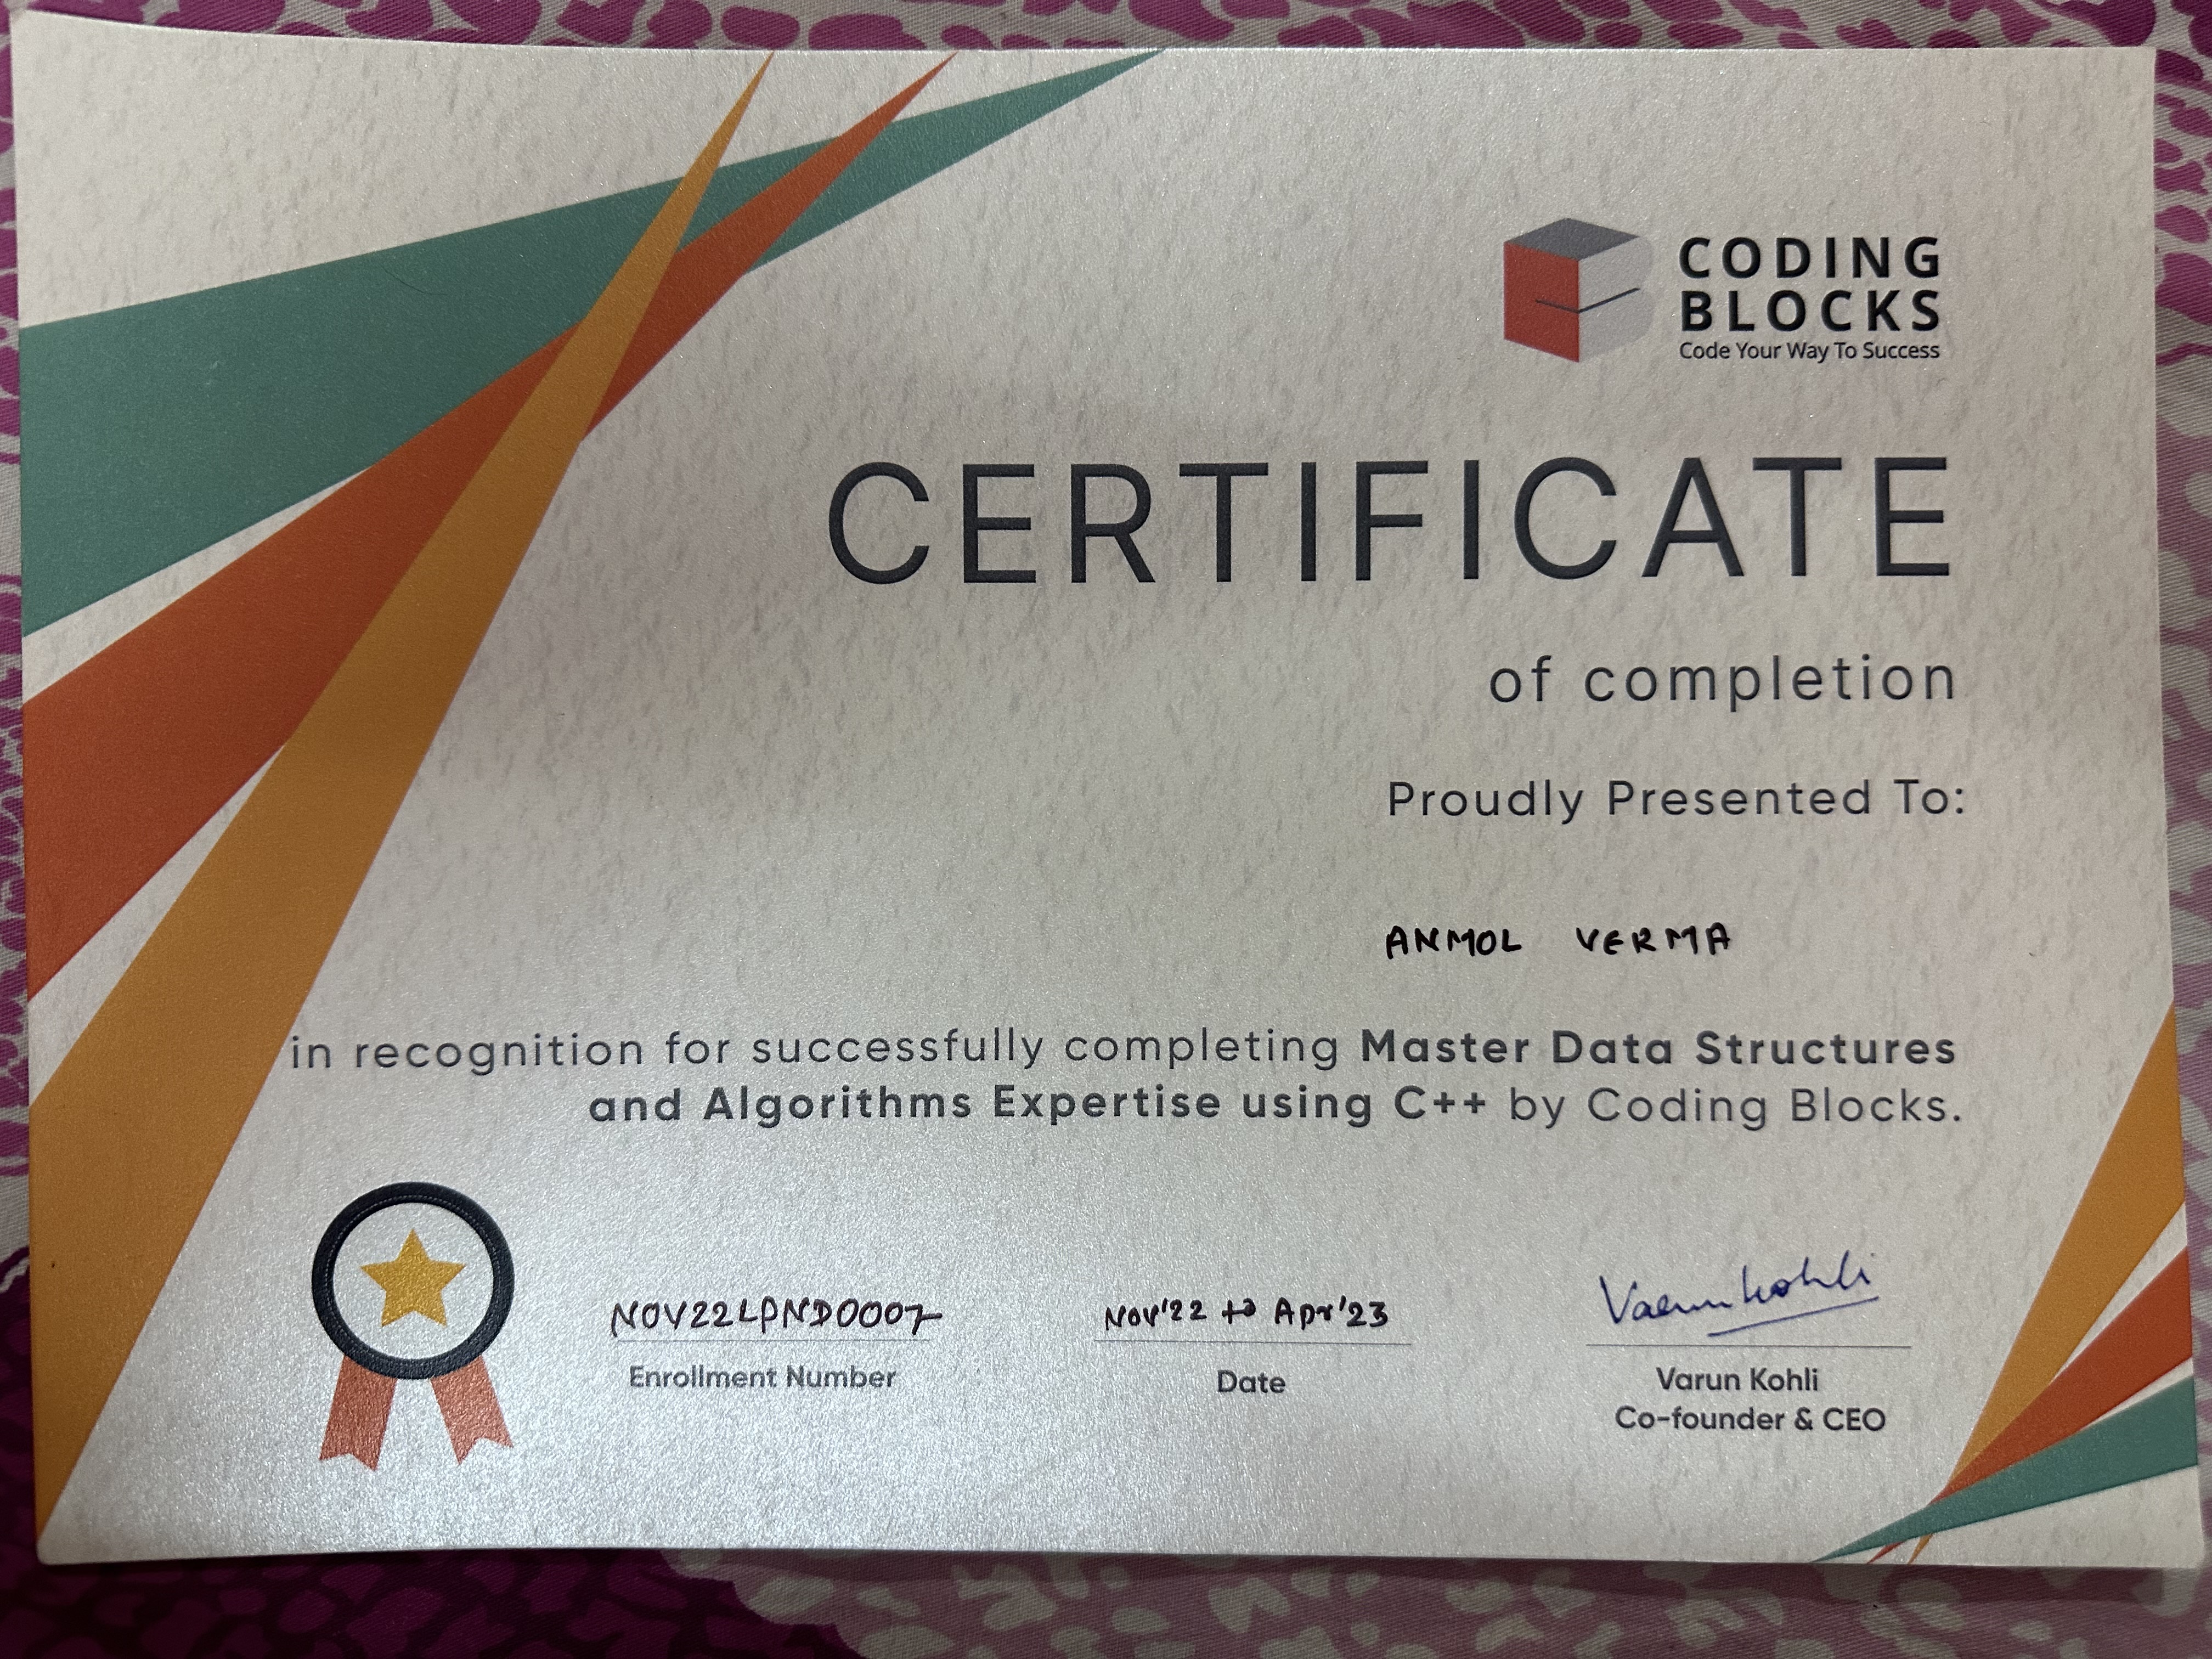 CODING
BLOCKS
Code Your Way To Success
CERTIFICATE
of completion
Proudly Presented To:
ANMOL VERMA
in recognition for successfully completing Master Data Structures
and Algorithms Expertise using C++ by Coding Blocks.
NOV22LPND0007
Enrollment Number
Nov'22 to Apr'23
Date
Varun Kohli
Varun Kohli
Co-founder & CEO